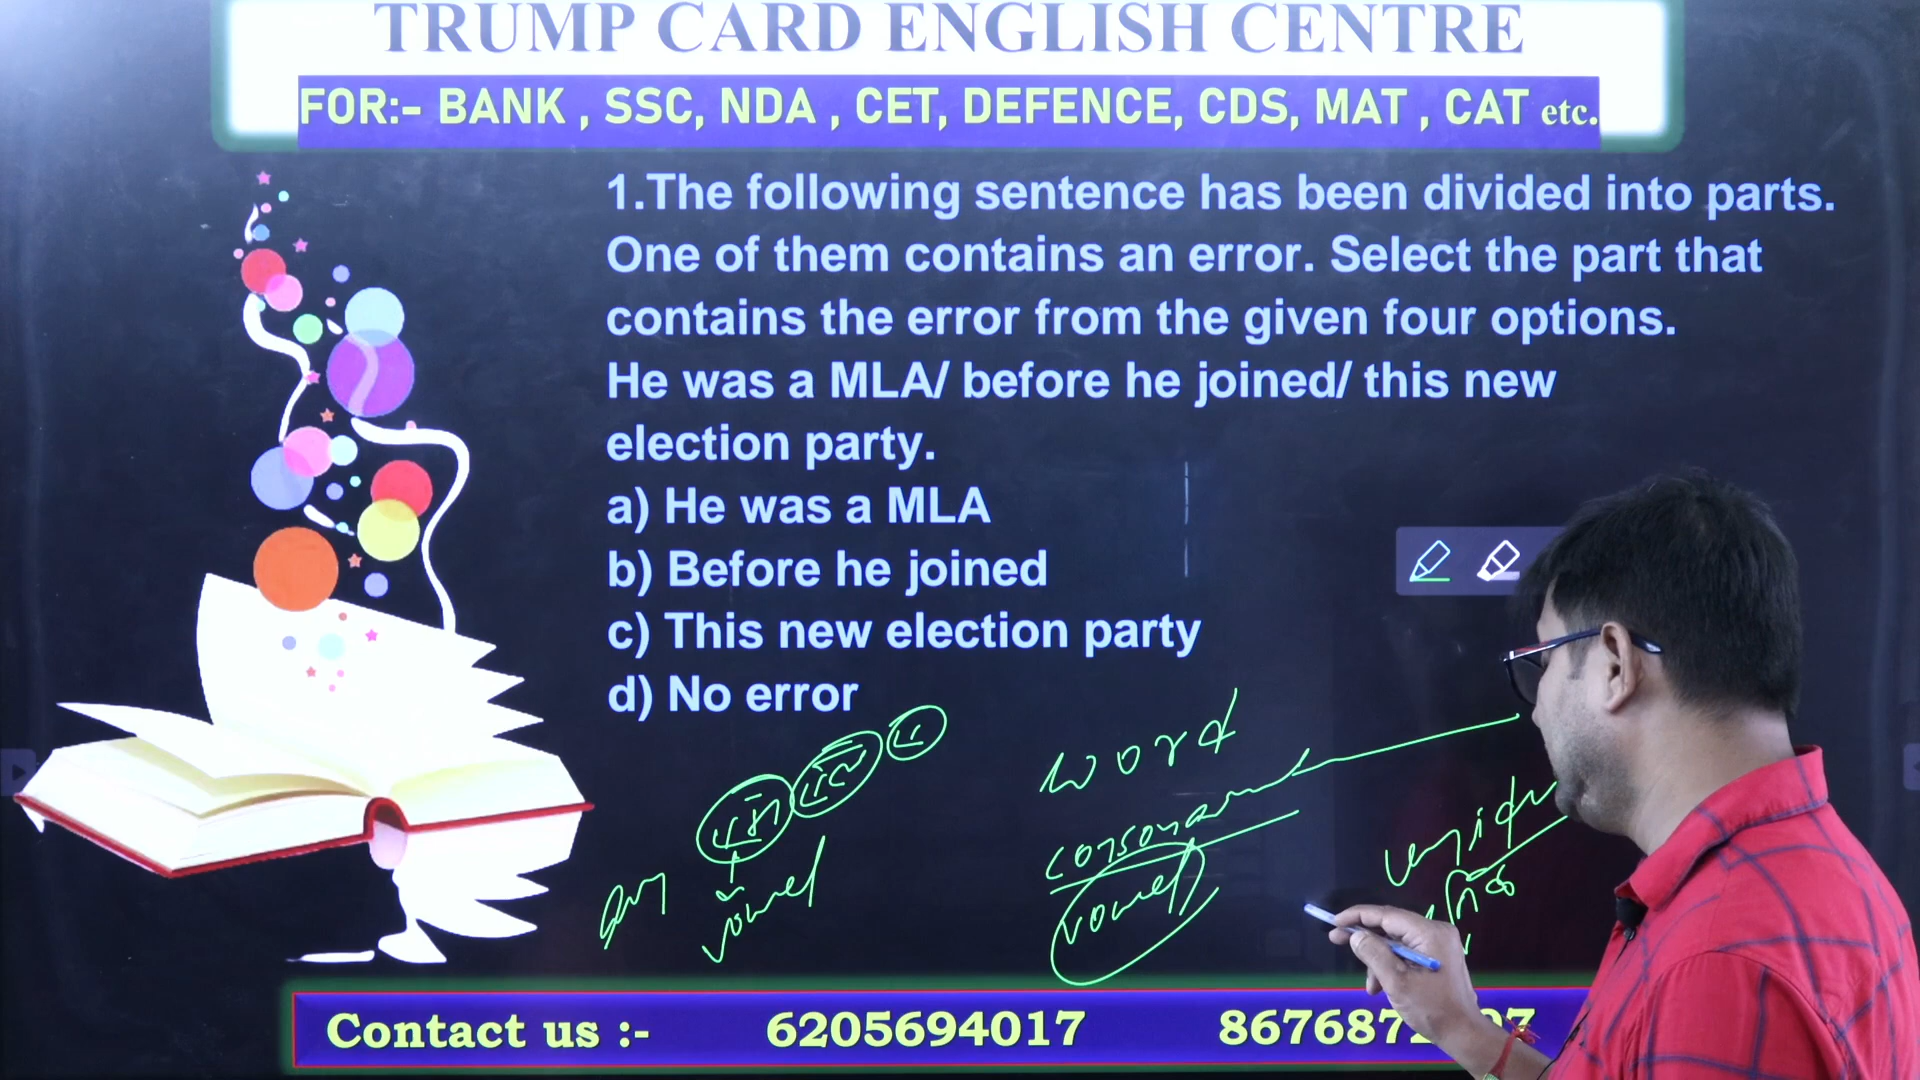 TRUMP CARD ENGLISH CENTRE
FOR:- BANK , SSC, NDA , CET, DEFENCE, CDS, MAT , CAT etc.
1.The following sentence has been divided into parts.
One of them contains an error. Select the part that
contains the error from the given four options.
He was a MLA/ before he joined/ this new
election party.
a) He was a MLA
b) Before he joined
c) This new election party
d) No error
word
consonant
vowel
vowel
Contact us :- 6205694017